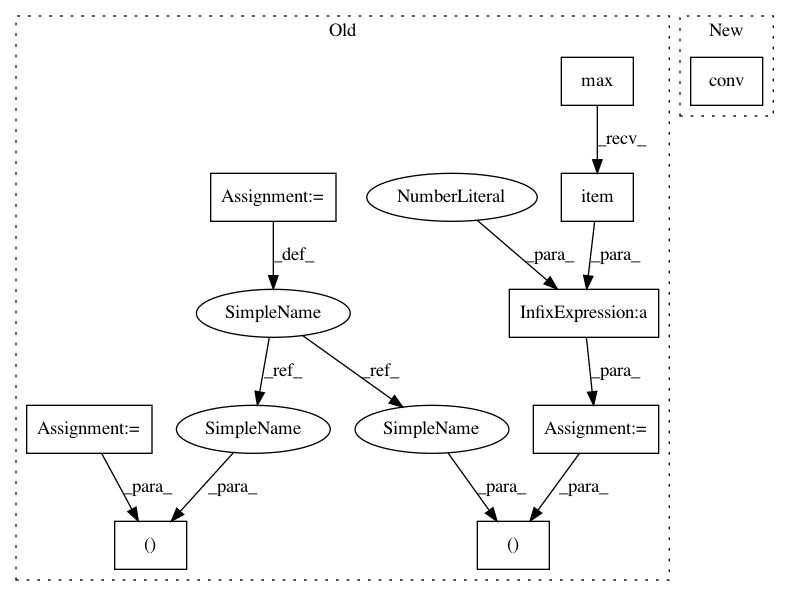 Old
New
max
conv
_recv_
Assignment:=
NumberLiteral
item
_def_
_para_
_para_
SimpleName
InfixExpression:a
_ref_
_ref_
_para_
Assignment:=
SimpleName
SimpleName
Assignment:=
_para_
_para_
_para_
_para_
()
()